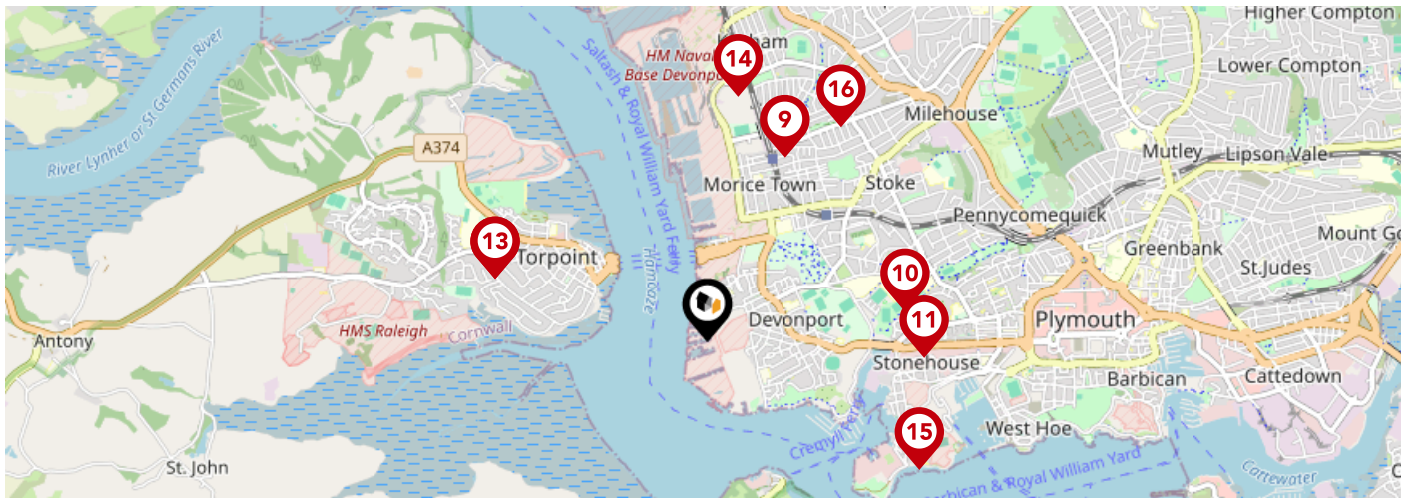 Higher Compton
Lower Compton
HM Naval
Base Devonport
14
16
9
Milehouse
Saltash & Royal William Yard Ferry
River Lynher or St Germans River
A374
Mutley
Lipson Vale
Morice Town
Stoke
Pennycomequick
13
Torpoint
Hamoaze
Greenbank
Mount Go
St.Judes
10
11
HMS Raleigh
Cornwall
Antony
Devonport
Plymouth
Stonehouse
Barbican
Cattedown
15
West Hoe
Cremyll Ferry
St. John
Barbican & Royal William Yard
Cattewater